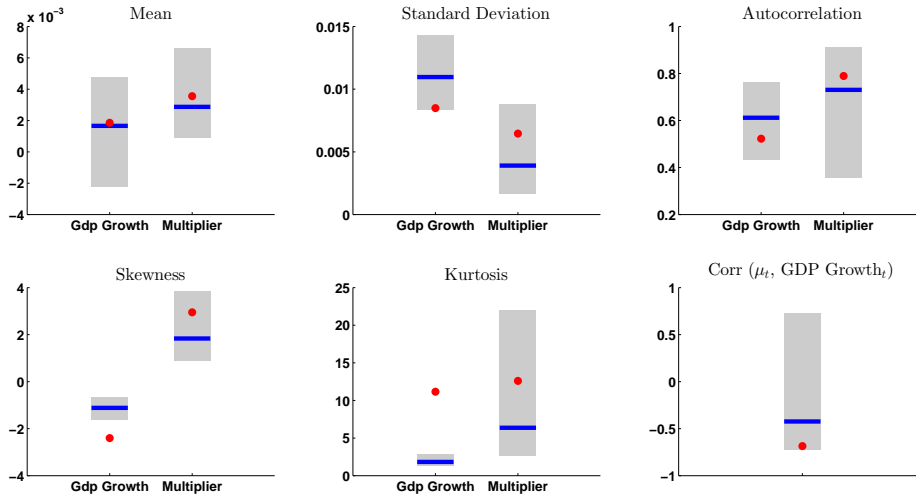 Mean
x 10⁻³
8
6
4
2
0
−2
−4
Gdp Growth Multiplier
Standard Deviation
0.015
0.01
0.005
0
Gdp Growth Multiplier
Autocorrelation
1
0.8
0.6
0.4
0.2
Gdp Growth Multiplier
Skewness
4
2
0
−2
−4
Gdp Growth Multiplier
Kurtosis
25
20
15
10
5
0
Gdp Growth Multiplier
Corr (μₜ, GDP Growthₜ)
1
0.5
0
−0.5
−1